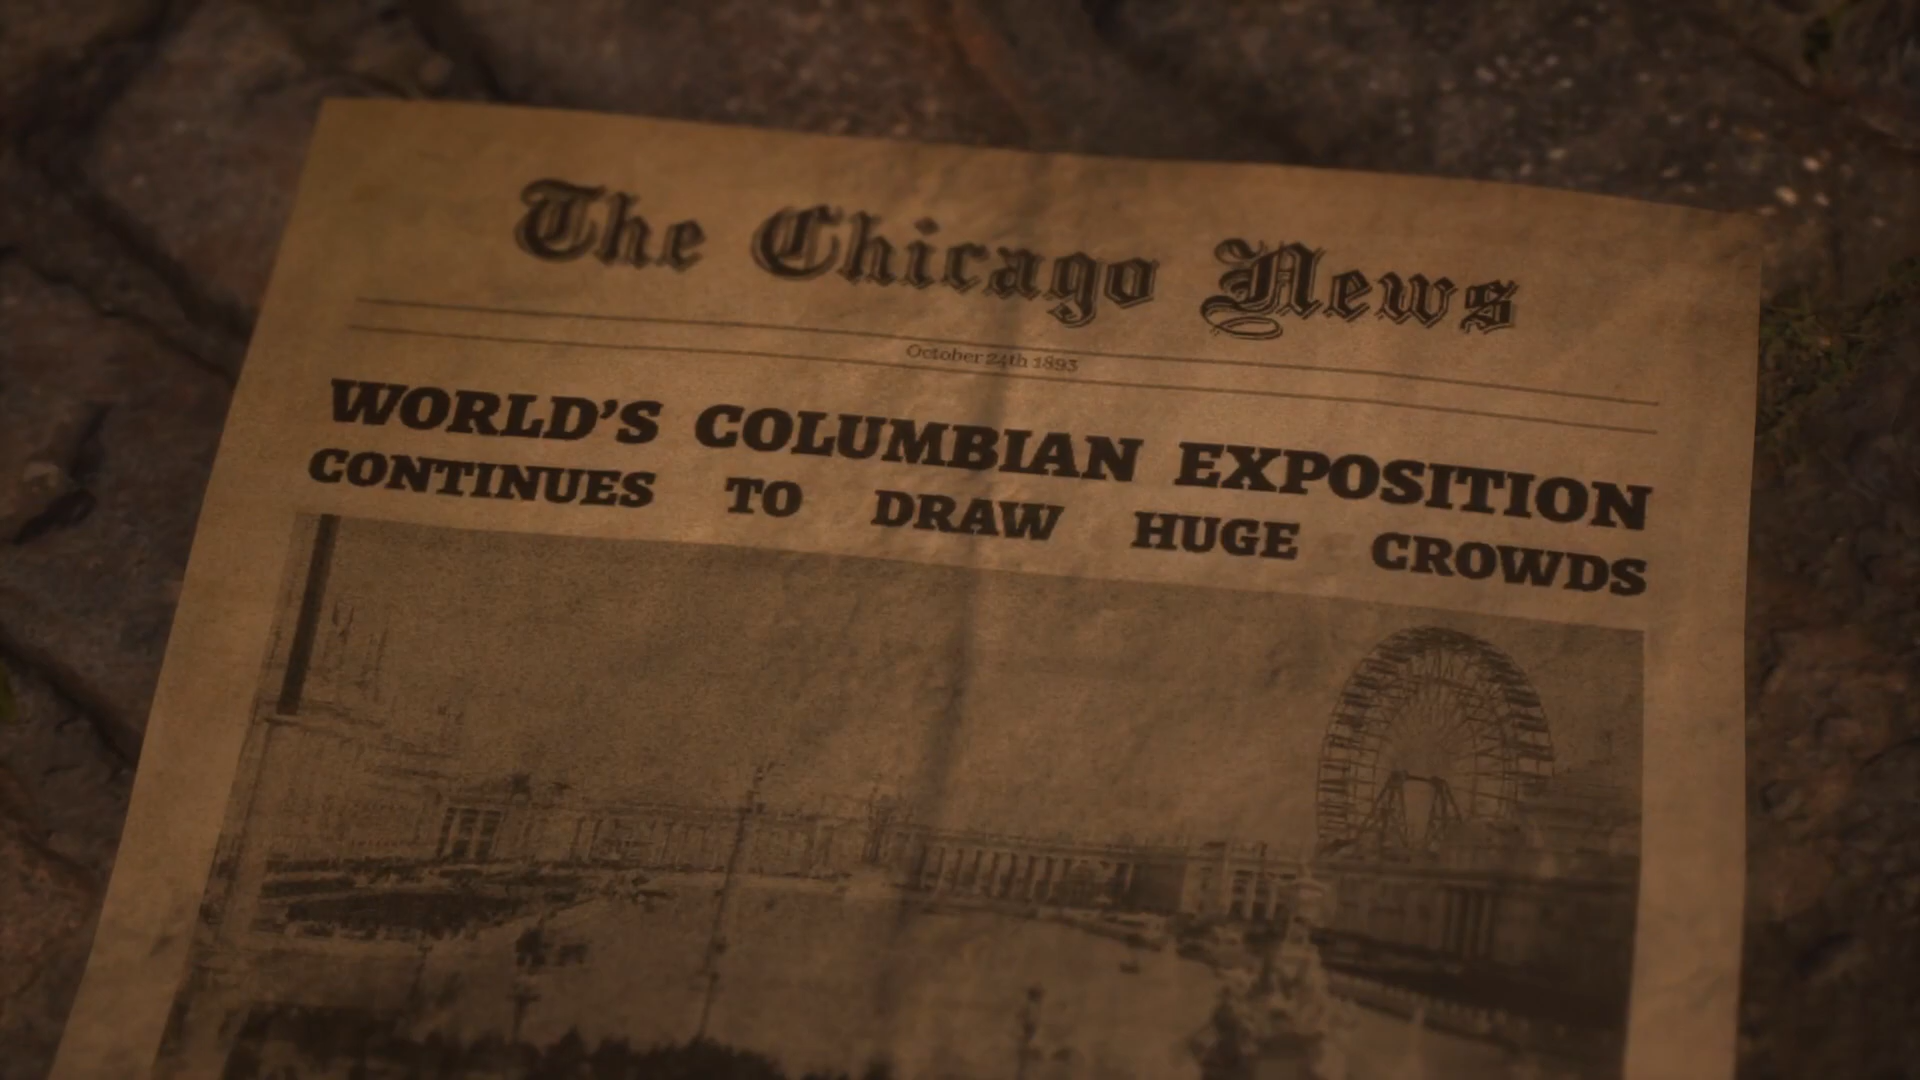 The Chicago News
October 24th 1893
WORLD'S COLUMBIAN EXPOSITION
CONTINUES TO DRAW HUGE CROWDS